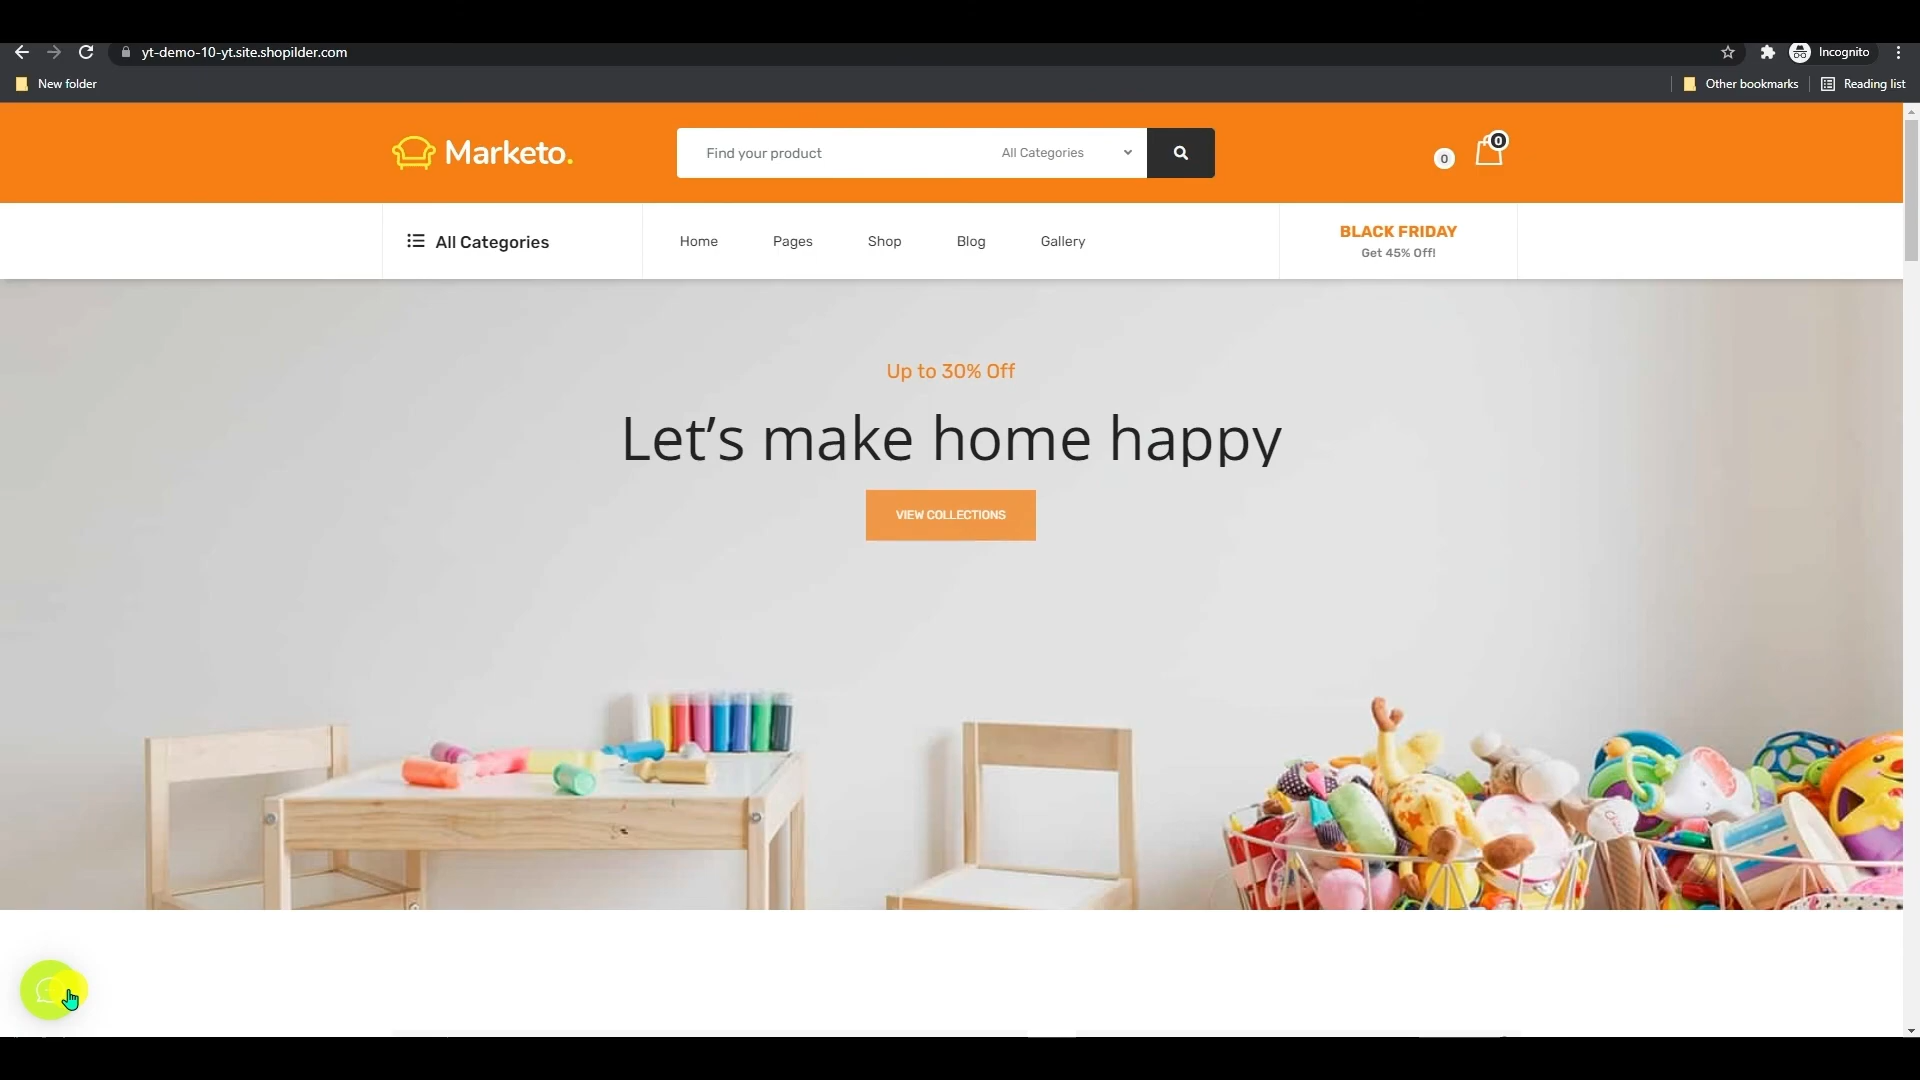 yt-demo-10-yt.site.shopilder.com
Incognito
New folder
Other bookmarks
Reading list
Marketo.
Find your product
All Categories
0
0
All Categories
Home
Pages
Shop
Blog
Gallery
BLACK FRIDAY
Get 45% Off!
Up to 30% Off
Let’s make home happy
VIEW COLLECTIONS